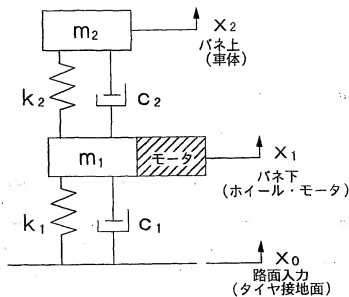 m2
X2
バネ上
(車体)
k2
c2
m1
モータ
X1
バネ下
(ホイール・モータ)
k1
c1
X0
路面入力
(タイヤ接地面)